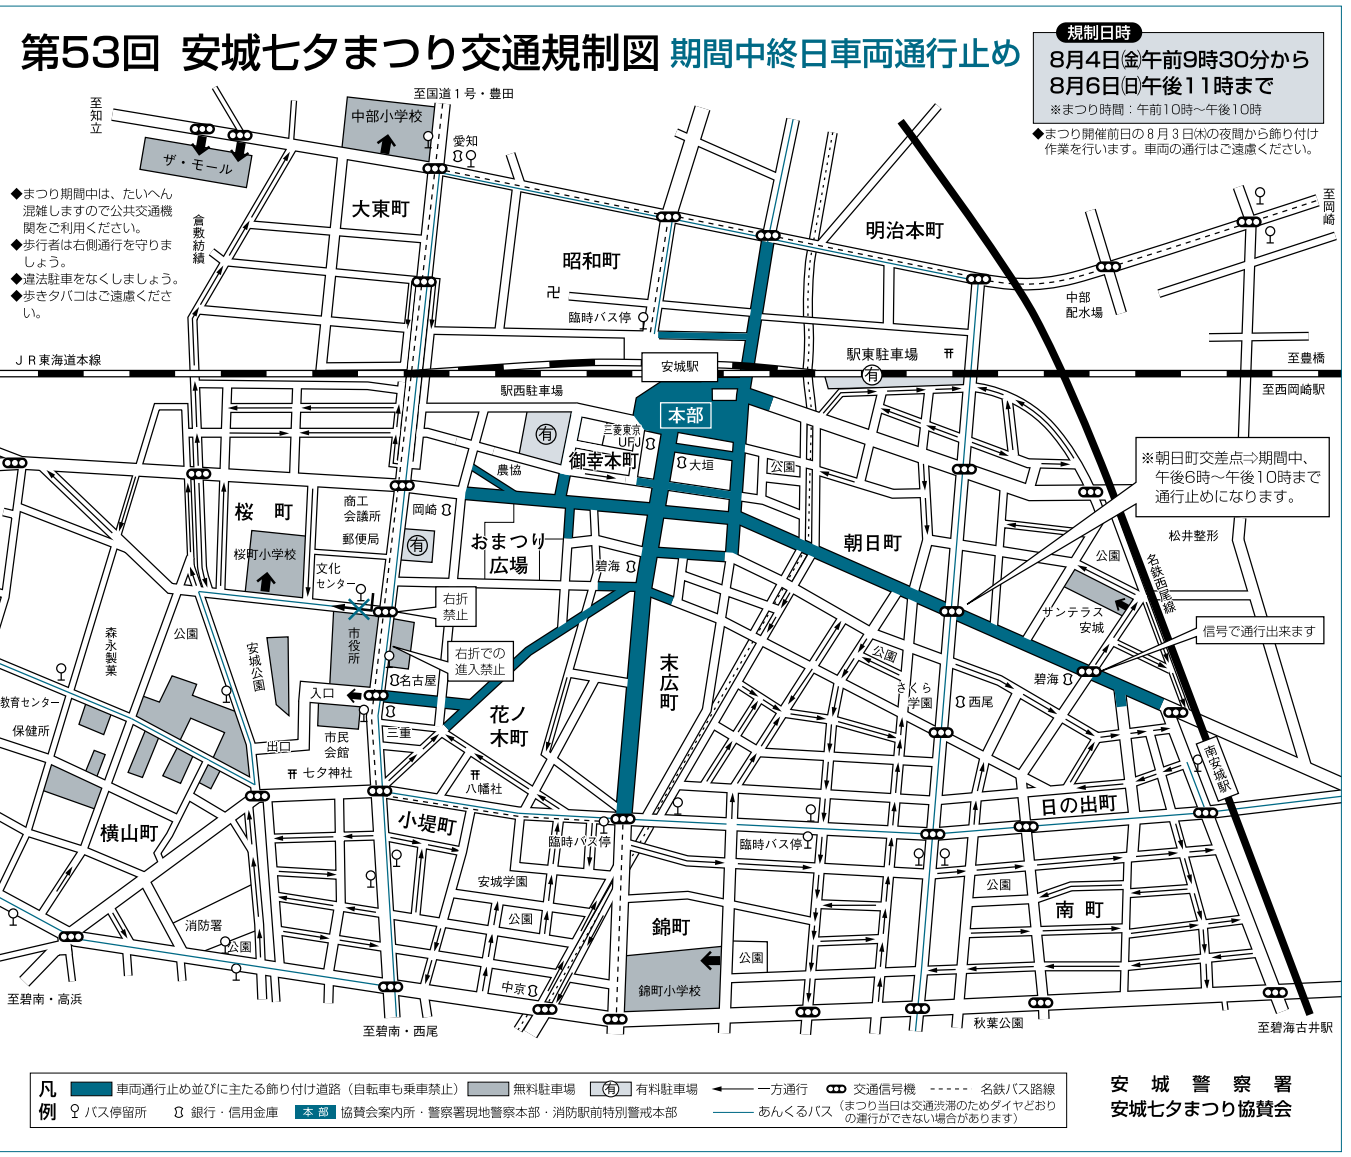 第53回 安城七夕まつり交通規制図 期間中終日車両通行止め
規制日時
8月4日㈮午前9時30分から
8月6日㈰午後11時まで
※まつり時間：午前10時〜午後10時
◆まつり開催前日の8月3日㈭の夜間から飾り付け
作業を行います。車両の通行はご遠慮ください。
至国道1号・豊田
至知立
中部小学校
愛知
ザ・モール
◆まつり期間中は、たいへん
混雑しますので公共交通機
関をご利用ください。
◆歩行者は右側通行を守りま
しょう。
◆違法駐車をなくしましょう。
◆歩きタバコはご遠慮くださ
い。
倉敷紡績
大東町
昭和町
明治本町
至岡崎
中部
配水場
卍
臨時バス停
JR東海道本線
安城駅
駅東駐車場
有
至豊橋
至西岡崎駅
駅西駐車場
本部
三菱東京
UFJ
有
御幸本町
農協
大垣
公園
※朝日町交差点⇒期間中、
午後6時〜午後10時まで
通行止めになります。
桜 町
商工
会議所
岡崎
郵便局
有
おまつり
広場
朝日町
松井整形
桜町小学校
文化
センター
碧海
公園
名鉄西尾線
右折
禁止
サンテラス
安城
信号で通行出来ます
森永製菓
公園
安城公園
市役所
右折での
進入禁止
末広町
公園
教育センター
保健所
名古屋
入口
さくら
学園
西尾
碧海
花ノ
木町
三重
出口
市民
会館
七夕神社
八幡社
南安城駅
横山町
小堤町
臨時バス停
臨時バス停
日の出町
安城学園
公園
公園
南 町
消防署
公園
錦町
公園
中京
錦町小学校
至碧南・高浜
至碧南・西尾
秋葉公園
至碧海古井駅
凡例
車両通行止め並びに主たる飾り付け道路（自転車も乗車禁止）
無料駐車場
有
有料駐車場
一方通行
交通信号機
名鉄バス路線
バス停留所
銀行・信用金庫
本部
協賛会案内所・警察署現地警察本部・消防駅前特別警戒本部
あんくるバス
（まつり当日は交通渋滞のためダイヤどおり
の運行ができない場合があります）
安城警察署
安城七夕まつり協賛会